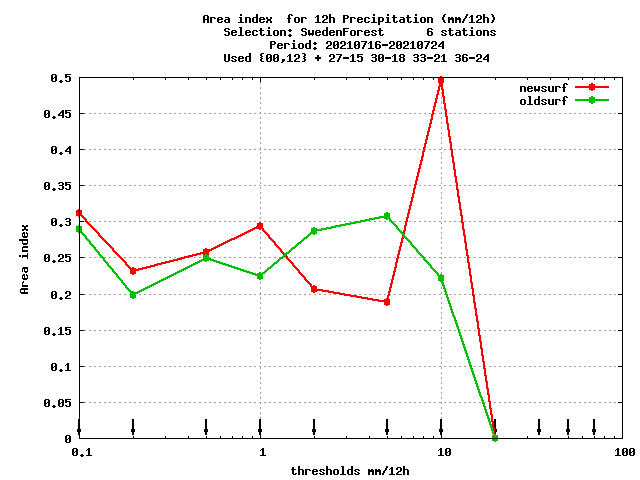 Area index  for 12h Precipitation (mm/12h)
Selection: SwedenForest      6 stations
Period: 20210716-20210724
Used {00,12} + 27-15 30-18 33-21 36-24
newsurf
oldsurf
0.5
0.45
0.4
0.35
0.3
0.25
0.2
0.15
0.1
0.05
0
Area index
0.1 1 10 100
thresholds mm/12h